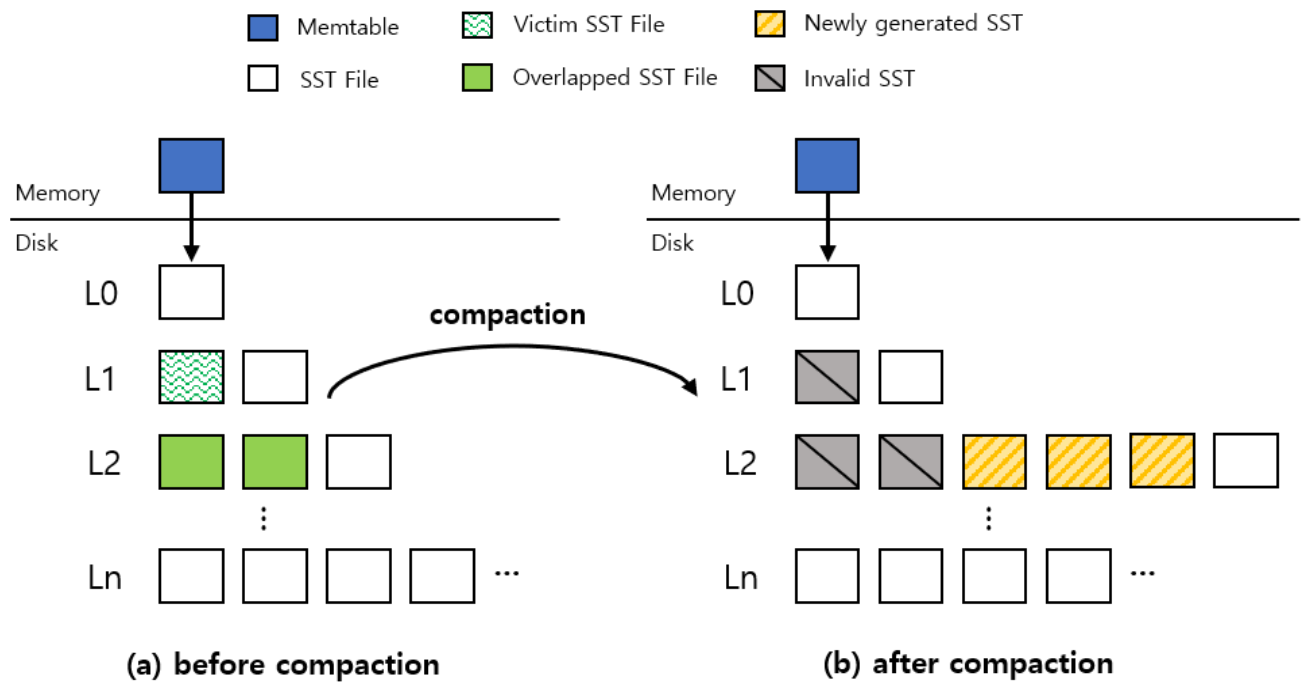 Memtable
Victim SST File
Newly generated SST
SST File
Overlapped SST File
Invalid SST
Memory
Disk
L0
L1
L2
⋮
Ln
...
(a) before compaction
compaction
Memory
Disk
L0
L1
L2
⋮
Ln
...
(b) after compaction